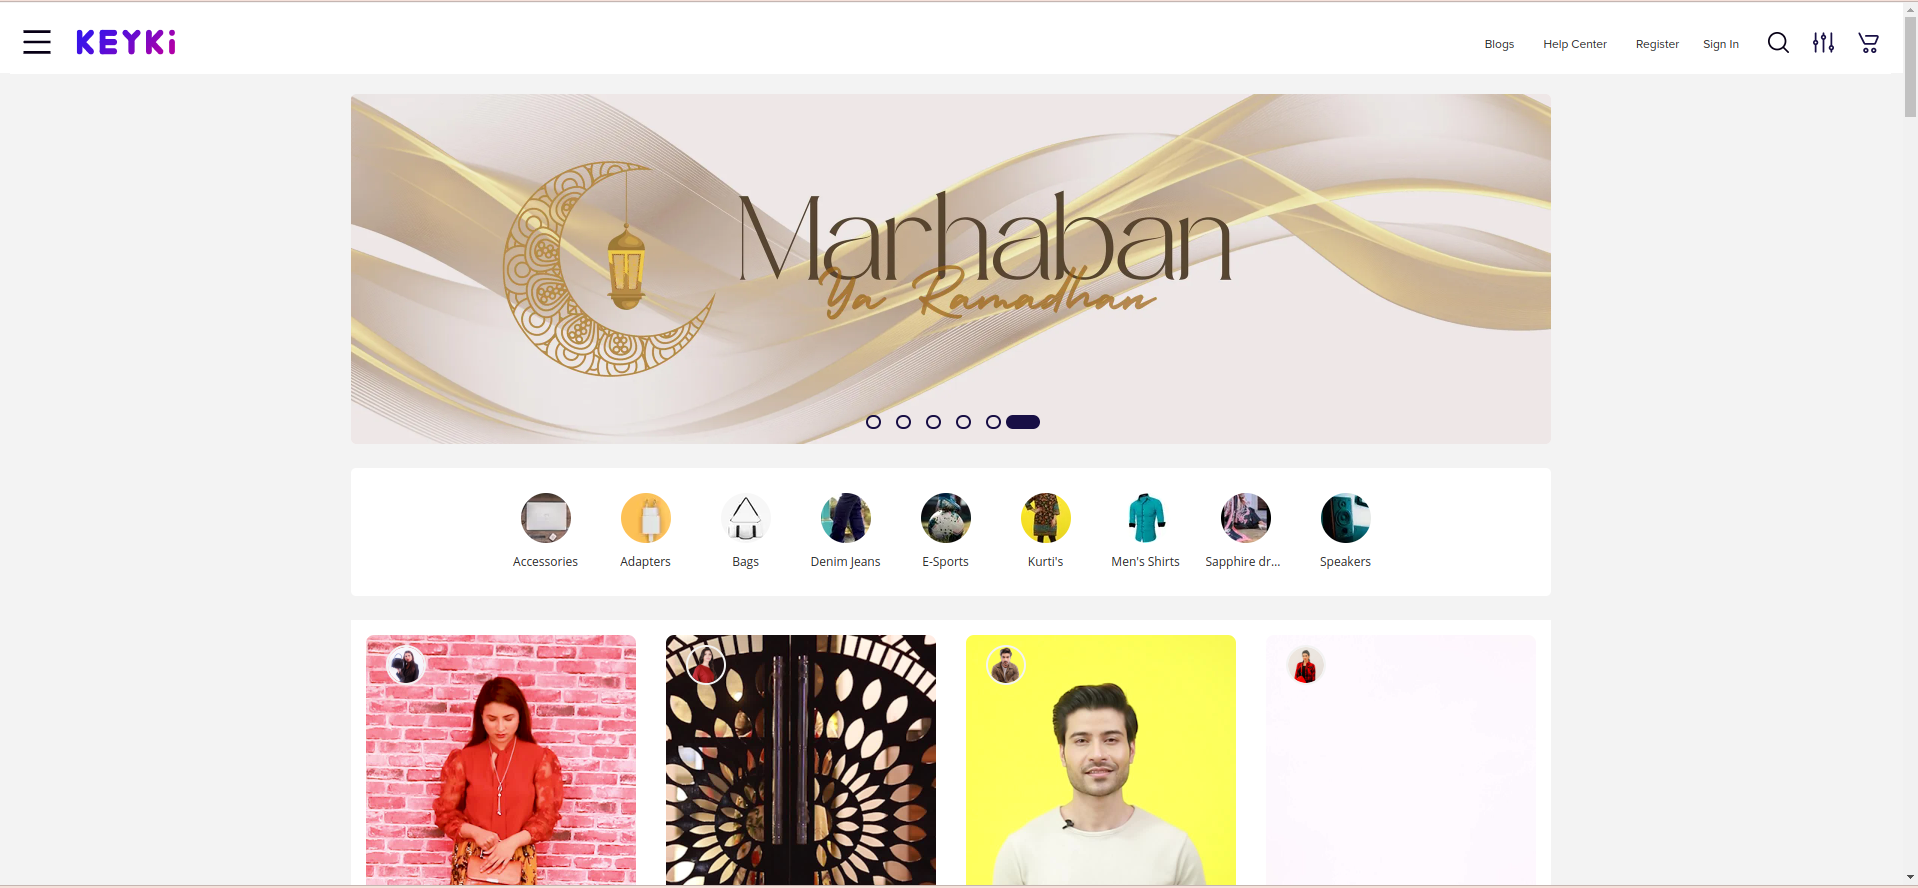 KEYKi
Blogs
Help Center
Register
Sign In
Marhaban
Ya Ramadhan
Accessories
Adapters
Bags
Denim Jeans
E-Sports
Kurti's
Men's Shirts
Sapphire dr...
Speakers